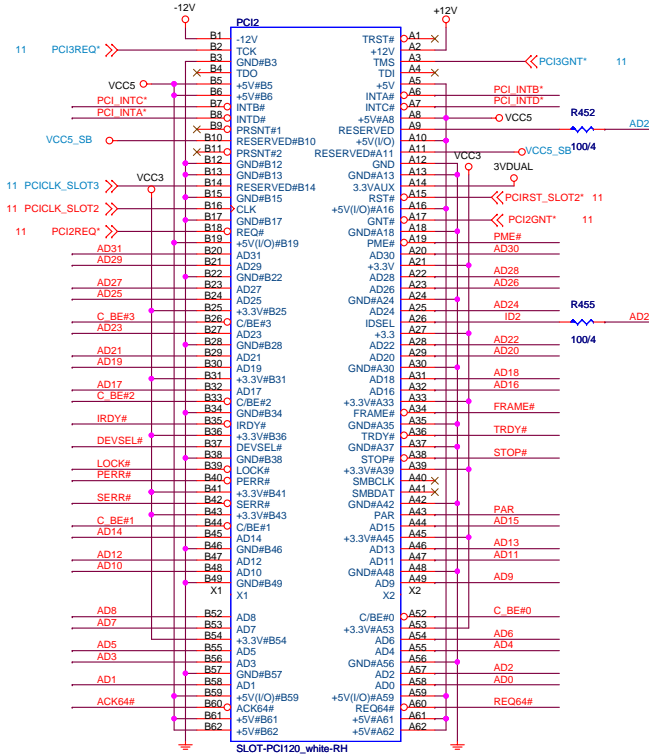 -12V +12V
PCI2
B1 -12V TRST# A1
11 PCI3REQ* B2 TCK +12V A2
B3 GND#B3 TMS A3 PCI3GNT* 11
B4 TDO TDI A4
VCC5 B5 +5V#B5 +5V A5
B6 +5V#B6 INTA# A6 PCI_INTB*
PCI_INTC* B7 INTB# INTC# A7 PCI_INTD*
PCI_INTA* B8 INTD# +5V#A8 A8 VCC5
B9 PRSNT#1 RESERVED A9 R452 100/4 AD2
VCC5_SB B10 RESERVED#B10 +5V(I/O) A10
B11 PRSNT#2 RESERVED#A11 A11 VCC5_SB
B12 GND#B12 GND A12 VCC3 3VDUAL
B13 GND#B13 GND#A13 A13
11 PCICLK_SLOT3 VCC3 B14 RESERVED#B14 3.3VAUX A14
B15 GND#B15 RST# A15 PCIRST_SLOT2* 11
11 PCICLK_SLOT2 B16 CLK +5V(I/O)#A16 A16
B17 GND#B17 GNT# A17 PCI2GNT* 11
11 PCI2REQ* B18 REQ# GND#A18 A18
B19 +5V(I/O)#B19 PME# A19 PME#
AD31 B20 AD31 AD30 A20 AD30
AD29 B21 AD29 +3.3V A21
B22 GND#B22 AD28 A22 AD28
AD27 B23 AD27 AD26 A23 AD26
AD25 B24 AD25 GND#A24 A24
B25 +3.3V#B25 AD24 A25 AD24
C_BE#3 B26 C/BE#3 IDSEL A26 ID2 R455 100/4 AD2
AD23 B27 AD23 +3.3 A27
B28 GND#B28 AD22 A28 AD22
AD21 B29 AD21 AD20 A29 AD20
AD19 B30 AD19 GND#A30 A30
B31 +3.3V#B31 AD18 A31 AD18
AD17 B32 AD17 AD16 A32 AD16
C_BE#2 B33 C/BE#2 +3.3V#A33 A33
B34 GND#B34 FRAME# A34 FRAME#
IRDY# B35 IRDY# GND#A35 A35
B36 +3.3V#B36 TRDY# A36 TRDY#
DEVSEL# B37 DEVSEL# GND#A37 A37
B38 GND#B38 STOP# A38 STOP#
LOCK# B39 LOCK# +3.3V#A39 A39
PERR# B40 PERR# SMBCLK A40
B41 +3.3V#B41 SMBDAT A41
SERR# B42 SERR# GND#A42 A42
B43 +3.3V#B43 PAR A43 PAR
C_BE#1 B44 C/BE#1 AD15 A44 AD15
AD14 B45 AD14 +3.3V#A45 A45
B46 GND#B46 AD13 A46 AD13
AD12 B47 AD12 AD11 A47 AD11
AD10 B48 AD10 GND#A48 A48
B49 GND#B49 AD9 A49 AD9
X1 X1 X2 X2
AD8 B52 AD8 C/BE#0 A52 C_BE#0
AD7 B53 AD7 +3.3V#A53 A53
B54 +3.3V#B54 AD6 A54 AD6
AD5 B55 AD5 AD4 A55 AD4
AD3 B56 AD3 GND#A56 A56
B57 GND#B57 AD2 A57 AD2
AD1 B58 AD1 AD0 A58 AD0
B59 +5V(I/O)#B59 +5V(I/O)#A59 A59
ACK64# B60 ACK64# REQ64# A60 REQ64#
B61 +5V#B61 +5V#A61 A61
B62 +5V#B62 +5V#A62 A62
SLOT-PCI120_white-RH